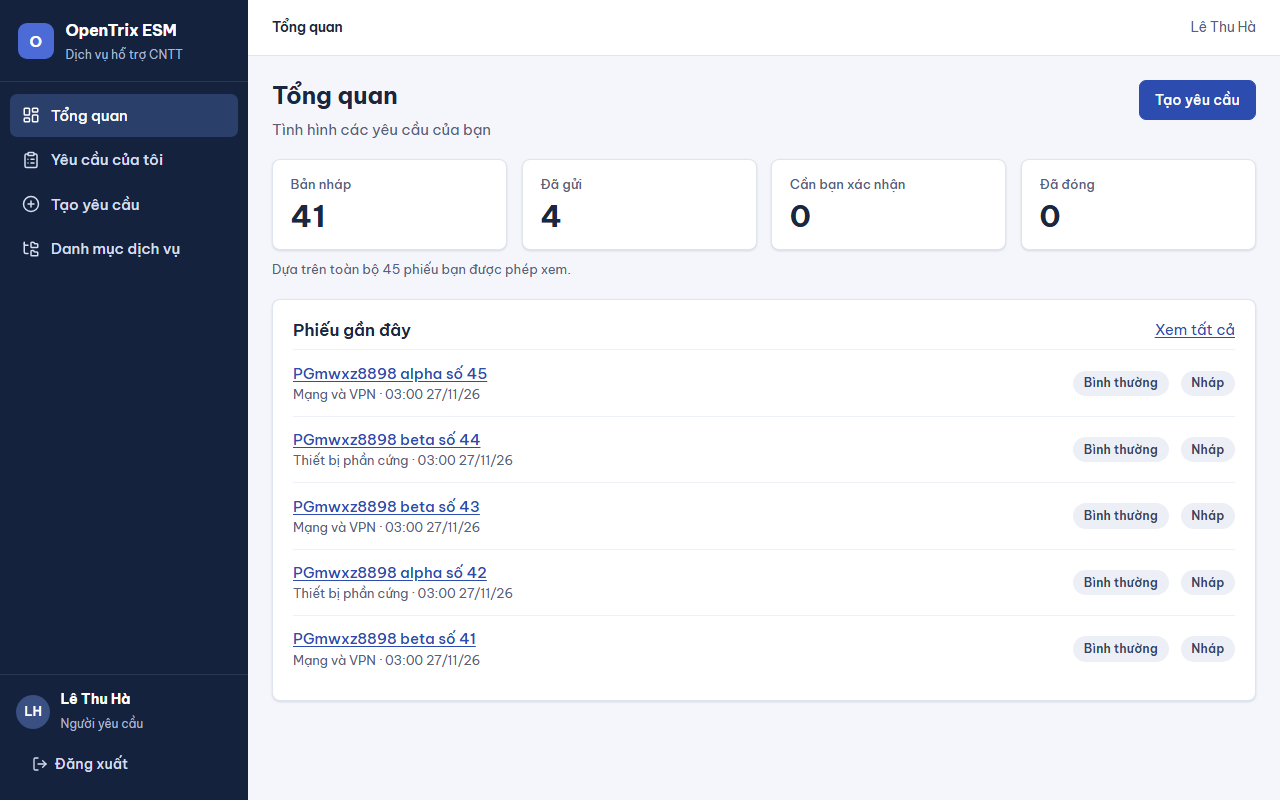 O
OpenTrix ESM
Dịch vụ hỗ trợ CNTT
Tổng quan
Yêu cầu của tôi
Tạo yêu cầu
Danh mục dịch vụ
LH
Lê Thu Hà
Người yêu cầu
Đăng xuất
Tổng quan
Lê Thu Hà
Tổng quan
Tình hình các yêu cầu của bạn
Tạo yêu cầu
Bản nháp
41
Đã gửi
4
Cần bạn xác nhận
0
Đã đóng
0
Dựa trên toàn bộ 45 phiếu bạn được phép xem.
Phiếu gần đây
Xem tất cả
PGmwxz8898 alpha số 45
Mạng và VPN · 03:00 27/11/26
Bình thường
Nháp
PGmwxz8898 beta số 44
Thiết bị phần cứng · 03:00 27/11/26
Bình thường
Nháp
PGmwxz8898 beta số 43
Mạng và VPN · 03:00 27/11/26
Bình thường
Nháp
PGmwxz8898 alpha số 42
Thiết bị phần cứng · 03:00 27/11/26
Bình thường
Nháp
PGmwxz8898 beta số 41
Mạng và VPN · 03:00 27/11/26
Bình thường
Nháp